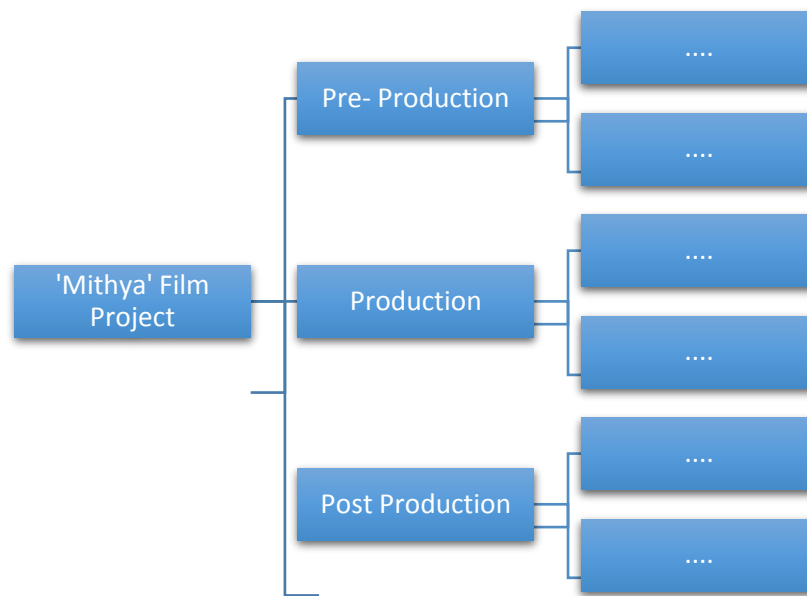 ....
Pre- Production
....
....
'Mithya' Film
Project
Production
....
....
Post Production
....